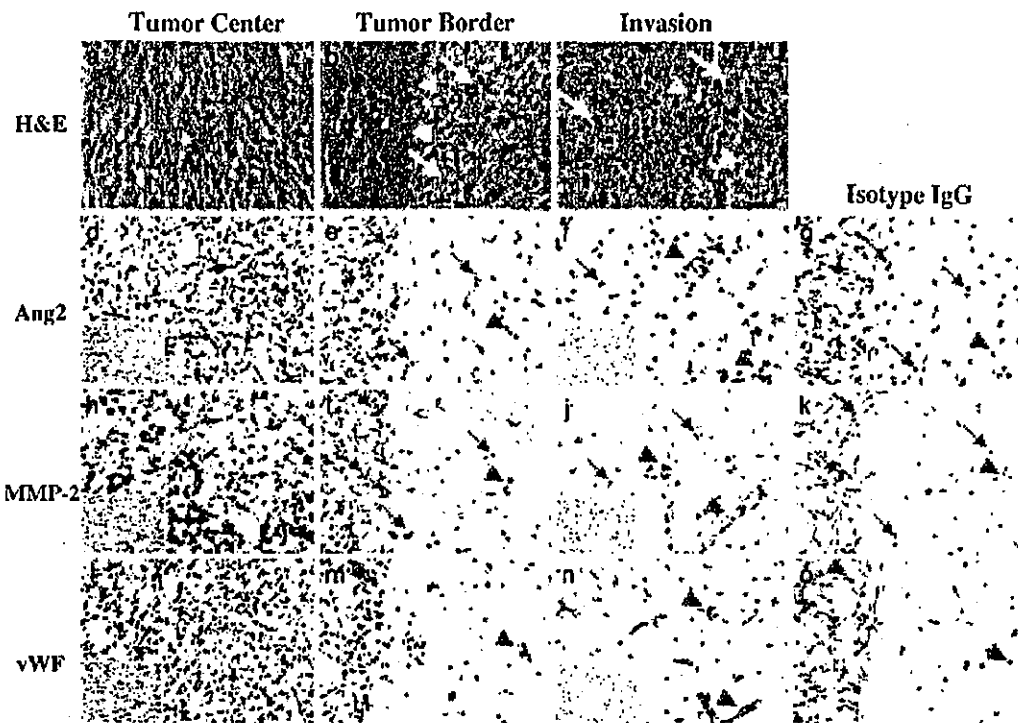 Tumor Center Tumor Border Invasion
H&E
a b
Isotype IgG
Ang2
d e f g
MMP-2
h i j k
vWF
l m n o